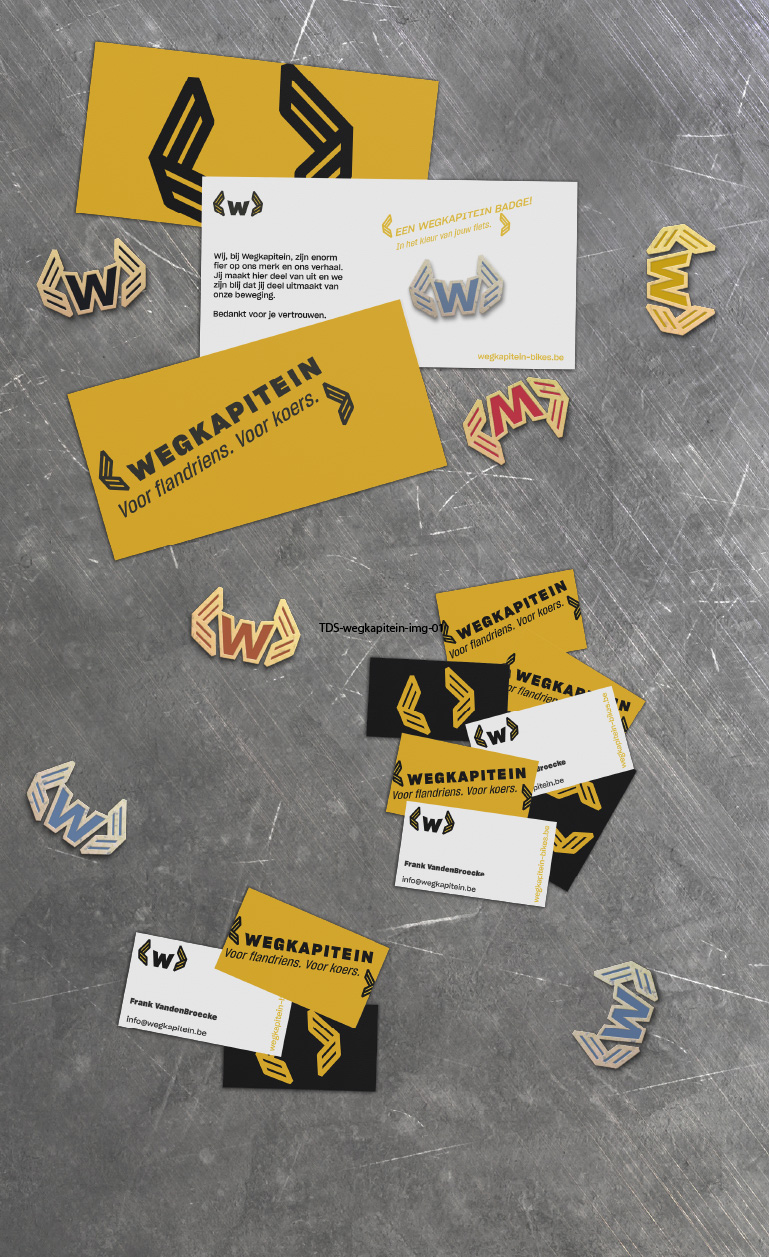 W
EEN WEGKAPITEIN BADGE!
In het kleur van jouw fiets.
Wij, bij Wegkapitein, zijn enorm
fier op ons merk en ons verhaal.
Jij maakt hier deel van uit en we
zijn blij dat jij deel uitmaakt van
onze beweging.
Bedankt voor je vertrouwen.
W
W
W
wegkapitein-bikes.be
WEGKAPITEIN
Voor flandriens. Voor koers.
W
W
TDS-wegkapitein-img-01
WEGKAPITEIN
Voor flandriens. Voor koers.
W
wegkapitein-bikes.be
WEGKAPITEIN
Voor flandriens. Voor koers.
W
W
Frank VandenBroecke
info@wegkapitein.be
wegkapitein-bikes.be
WEGKAPITEIN
Voor flandriens. Voor koers.
W
Frank VandenBroecke
info@wegkapitein.be
W